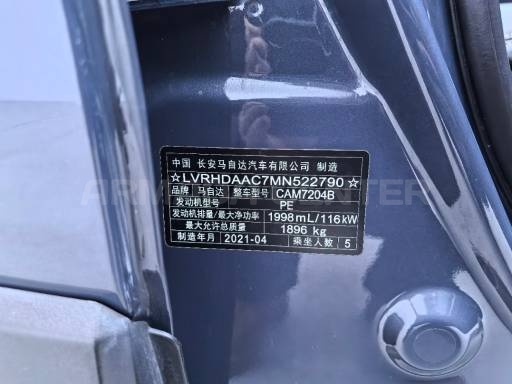 中国 长安马自达汽车有限公司 制造
☆LVRHDAAC7MN522790☆
品牌 马自达 整车型号 CAM7204B
发动机型号 PE
发动机排量/最大净功率 1998mL/116kW
最大允许总质量 1896 kg
制造年月 2021-04 乘坐人数 5